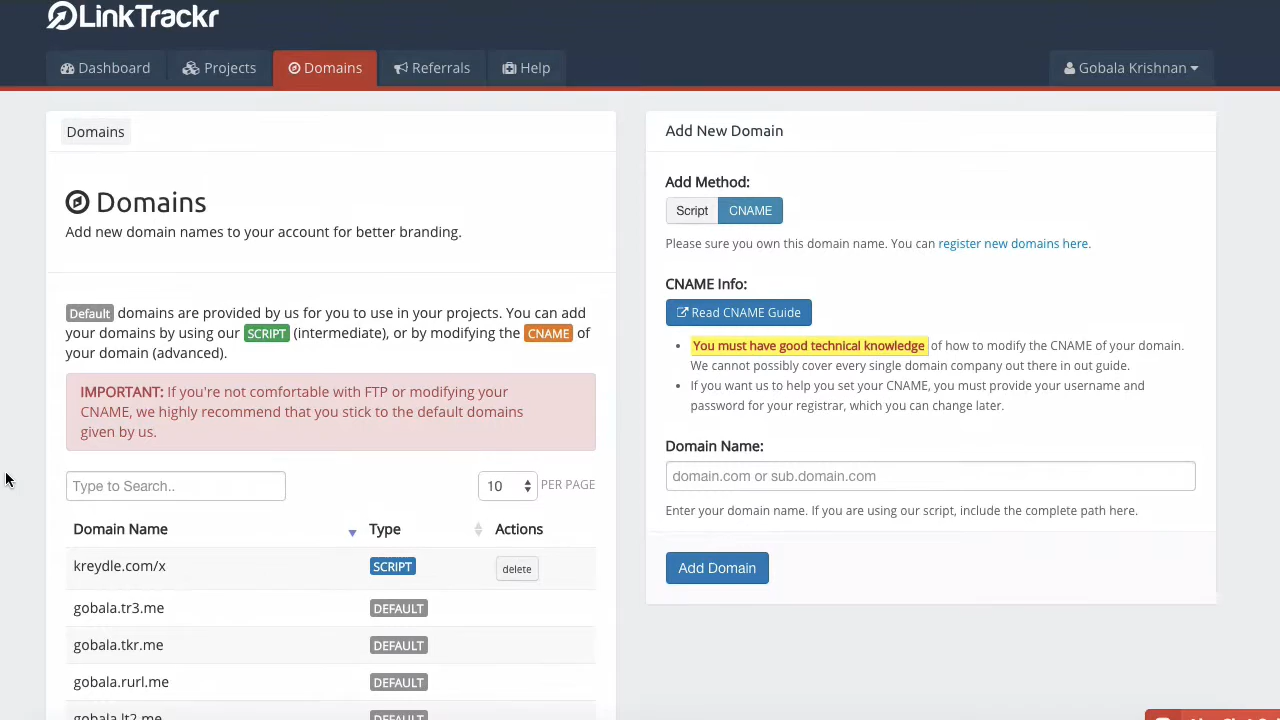 LinkTrackr
Dashboard
Projects
Domains
Referrals
Help
Gobala Krishnan
Domains
Domains
Add new domain names to your account for better branding.
Default domains are provided by us for you to use in your projects. You can add
your domains by using our SCRIPT (intermediate), or by modifying the CNAME of
your domain (advanced).
IMPORTANT: If you're not comfortable with FTP or modifying your
CNAME, we highly recommend that you stick to the default domains
given by us.
Type to Search..
10 PER PAGE
Domain Name Type Actions
kreydle.com/x SCRIPT delete
gobala.tr3.me DEFAULT
gobala.tkr.me DEFAULT
gobala.rurl.me DEFAULT
gobala.lt2.me DEFAULT
Add New Domain
Add Method:
Script CNAME
Please sure you own this domain name. You can register new domains here.
CNAME Info:
Read CNAME Guide
You must have good technical knowledge of how to modify the CNAME of your domain.
We cannot possibly cover every single domain company out there in out guide.
If you want us to help you set your CNAME, you must provide your username and
password for your registrar, which you can change later.
Domain Name:
domain.com or sub.domain.com
Enter your domain name. If you are using our script, include the complete path here.
Add Domain